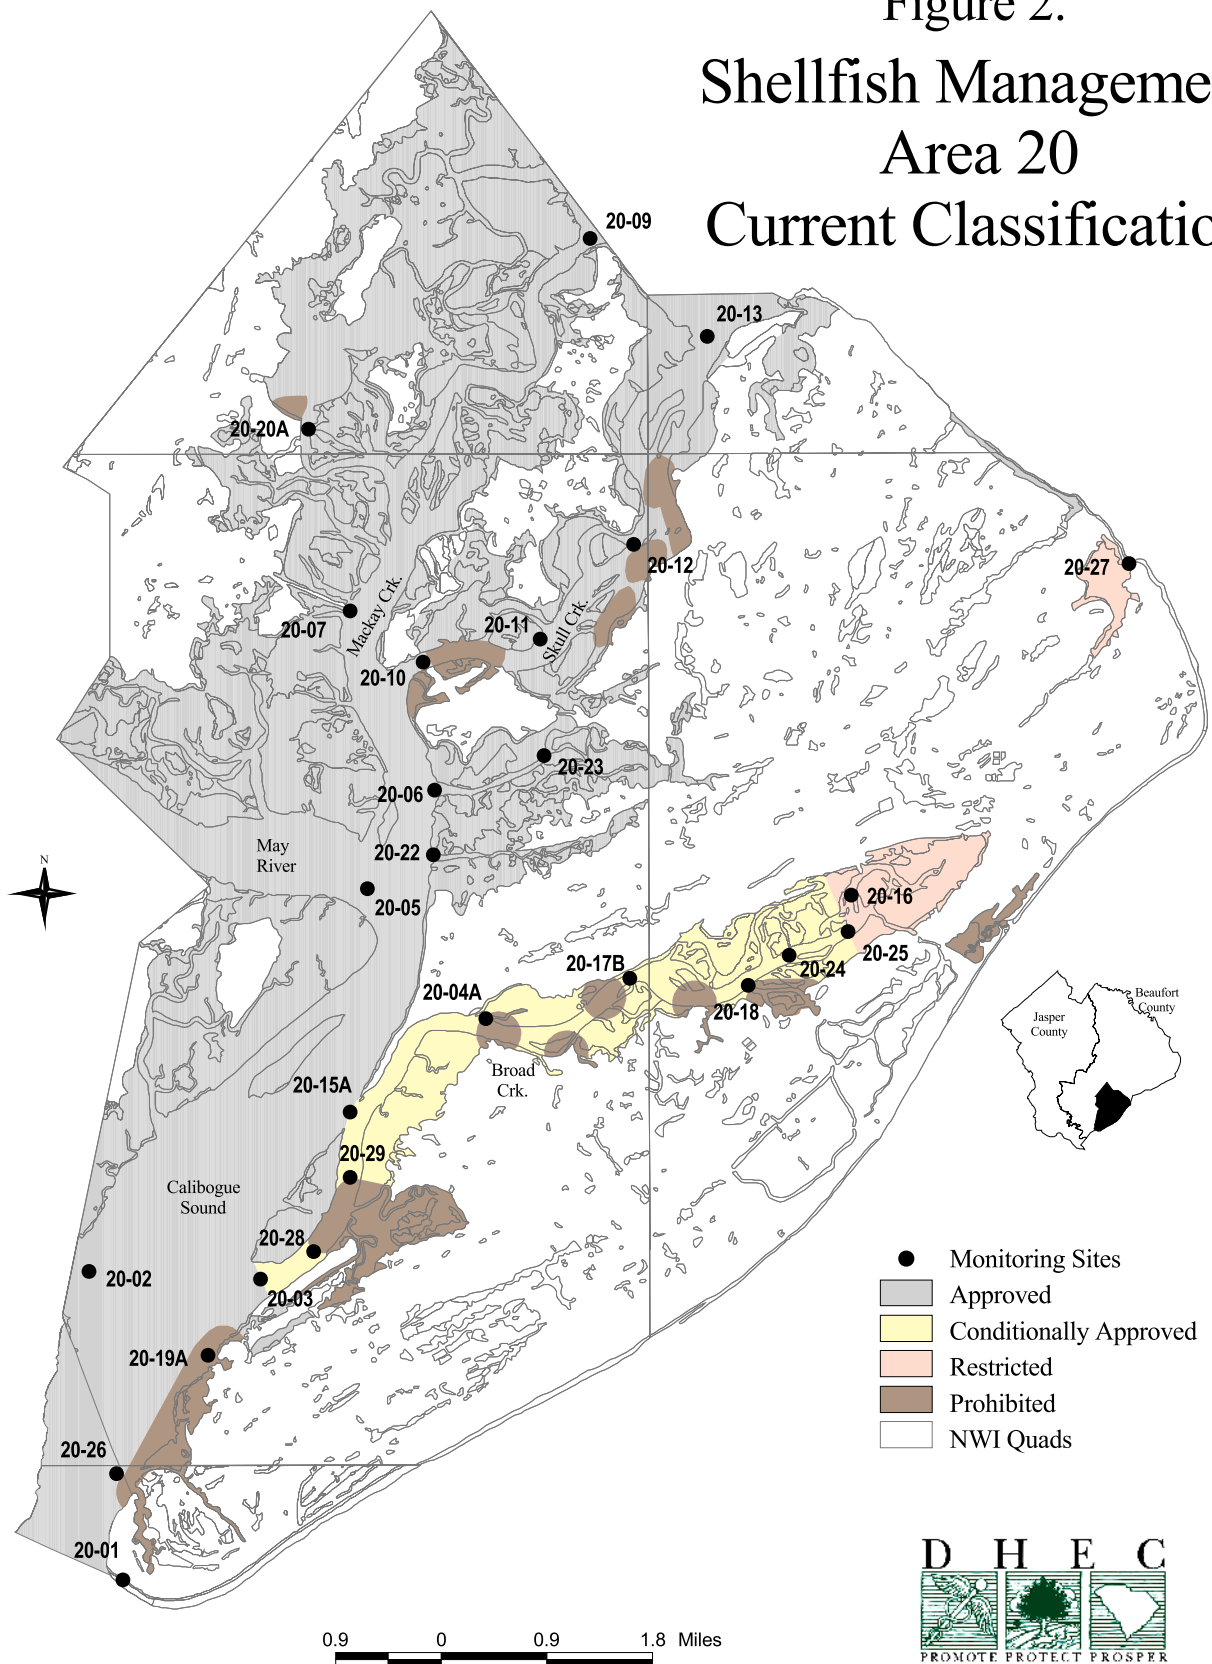 Figure 2.
Shellfish Manageme
Area 20
Current Classificatio
20-09
20-13
20-20A
20-12
20-27
20-07
Mackay Crk.
20-11
Skull Crk.
20-10
20-23
20-06
May
River
20-22
N
20-05
20-16
20-25
20-17B
20-24
20-04A
20-18
Broad
Crk.
Beaufort
County
Jasper
County
20-15A
20-29
Calibogue
Sound
20-28
20-02
20-03
20-19A
20-26
20-01
Monitoring Sites
Approved
Conditionally Approved
Restricted
Prohibited
NWI Quads
D H E C
PROMOTE PROTECT PROSPER
0.9 0 0.9 1.8 Miles